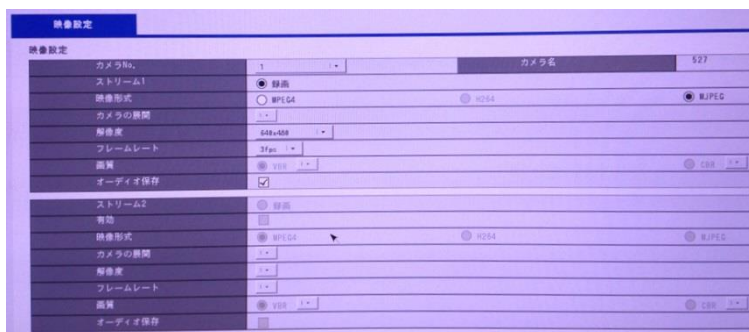 映像設定
映像設定
カメラNo. 1 カメラ名 527
ストリーム1 録画
映像形式 MPEG4 H264 MJPEG
カメラの展開
解像度 640x480
フレームレート 3fps
画質 VBR CBR
オーディオ保存
ストリーム2 録画
有効
映像形式 MPEG4 H264 MJPEG
カメラの展開
解像度
フレームレート
画質 VBR CBR
オーディオ保存